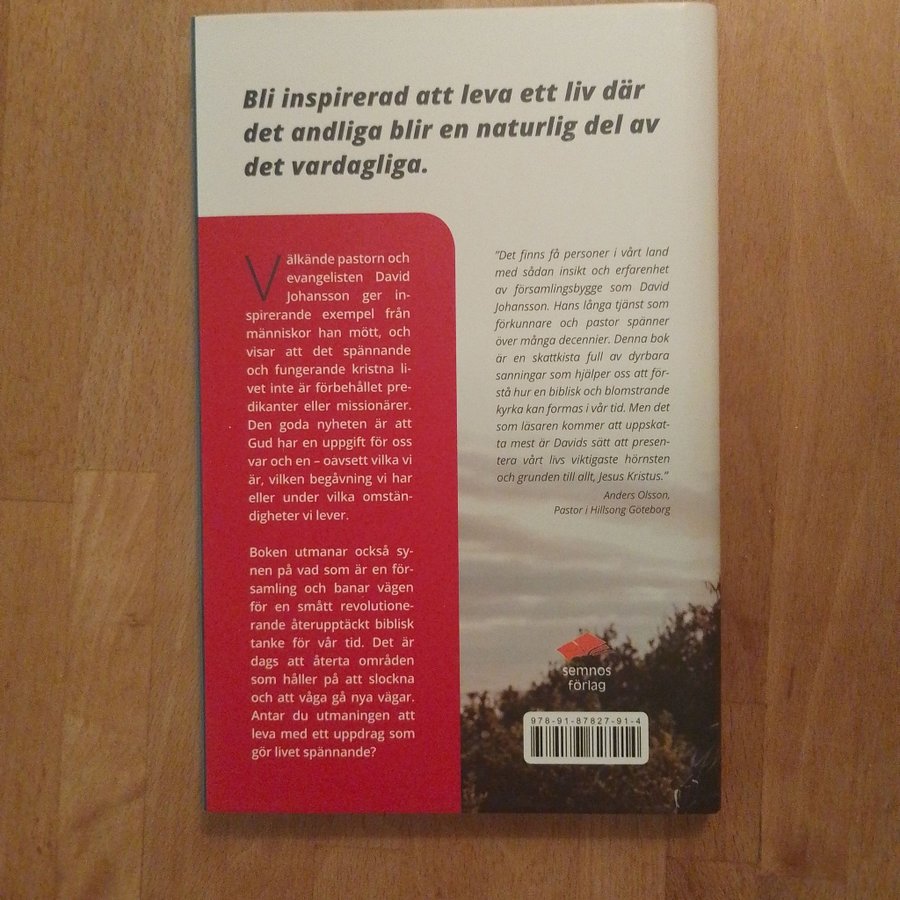 Bli inspirerad att leva ett liv där
det andliga blir en naturlig del av
det vardagliga.
Välkände pastorn och
evangelisten David
Johansson ger in-
spirerande exempel från
människor han mött, och
visar att det spännande
och fungerande kristna li-
vet inte är förbehållet pre-
dikanter eller missionärer.
Den goda nyheten är att
Gud har en uppgift för oss
var och en – oavsett vilka vi
är, vilken begåvning vi har
eller under vilka omstän-
digheter vi lever.
Boken utmanar också sy-
nen på vad som är en för-
samling och banar vägen
för en smått revolutione-
rande återupptäckt biblisk
tanke för vår tid. Det är
dags att återta områden
som håller på att slockna
och att våga gå nya vägar.
Antar du utmaningen att
leva med ett uppdrag som
gör livet spännande?
”Det finns få personer i vårt land
med sådan insikt och erfarenhet
av församlingsbygge som David
Johansson. Hans långa tjänst som
förkunnare och pastor spänner
över många decennier. Denna bok
är en skattkista full av dyrbara
sanningar som hjälper oss att för-
stå hur en biblisk och blomstrande
kyrka kan formas i vår tid. Men det
som läsaren kommer att uppskat-
ta mest är Davids sätt att presen-
tera vårt livs viktigaste hörnsten
och grunden till allt, Jesus Kristus.”
Anders Olsson,
Pastor i Hillsong Göteborg
semnos
förlag
978-91-87827-91-4